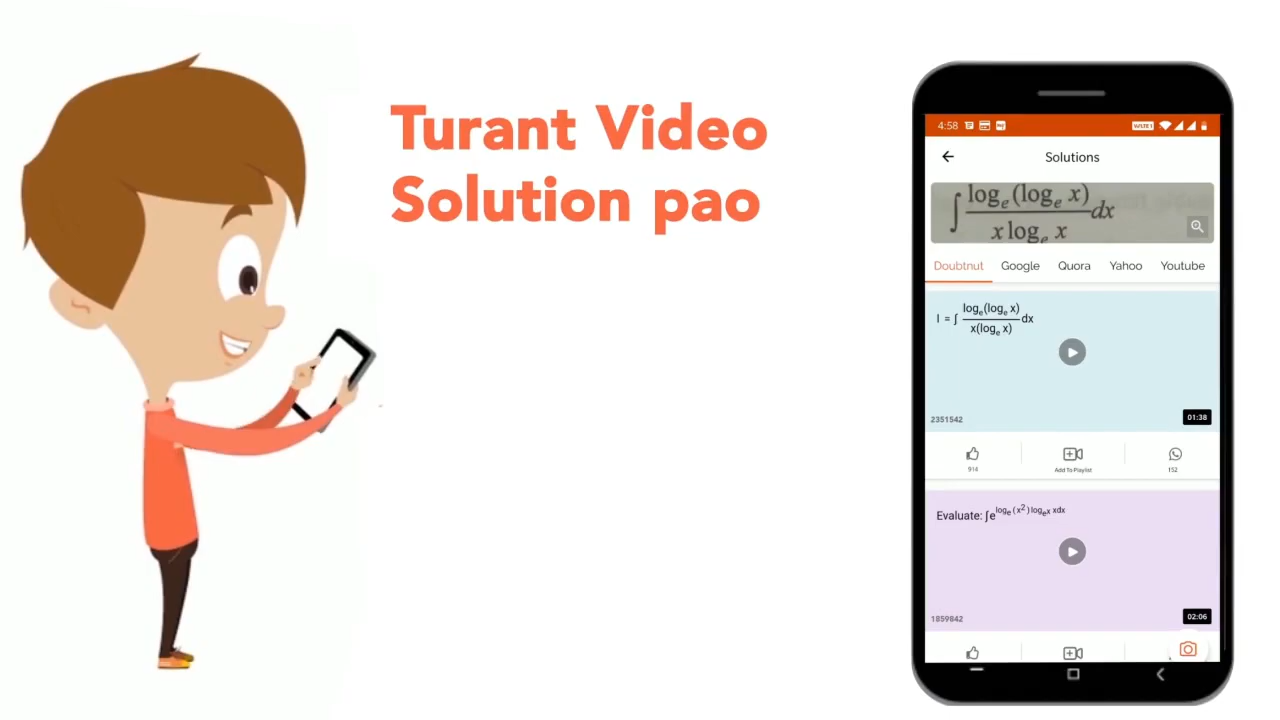 Turant Video
Solution pao
4:58
Solutions
∫ logₑ(logₑ x) / x logₑ x dx
Doubtnut Google Quora Yahoo Youtube
I = ∫ logₑ(logₑ x) / x(logₑ x) dx
2351542 01:38
914 Add To Playlist 152
Evaluate: ∫e^logₑ(x²)logₑx xdx
1859842 02:06